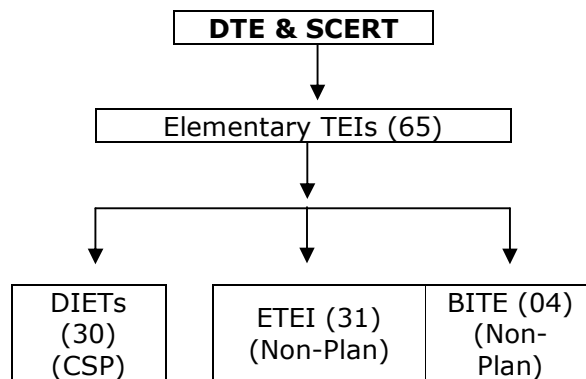 DTE & SCERT
Elementary TEIs (65)
DIETs
(30)
(CSP)
ETEI (31)
(Non-Plan)
BITE (04)
(Non-
Plan)